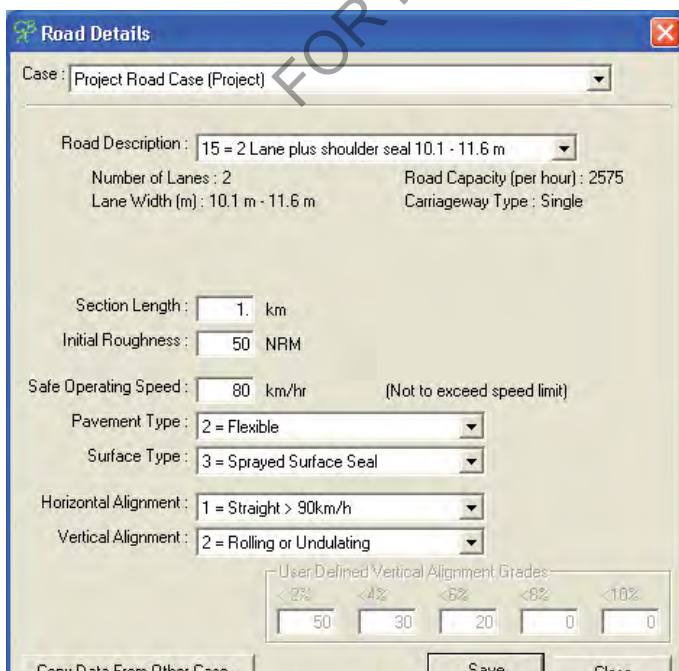 FOR
Road Details
Case : Project Road Case (Project)
Road Description : 15 = 2 Lane plus shoulder seal 10.1 - 11.6 m
Number of Lanes : 2 Road Capacity (per hour) : 2575
Lane Width (m) : 10.1 m - 11.6 m Carriageway Type : Single
Section Length : 1. km
Initial Roughness : 50 NRM
Safe Operating Speed : 80 km/hr (Not to exceed speed limit)
Pavement Type : 2 = Flexible
Surface Type : 3 = Sprayed Surface Seal
Horizontal Alignment : 1 = Straight > 90km/h
Vertical Alignment : 2 = Rolling or Undulating
User Defined Vertical Alignment Grades
<2% <4% <6% <8% <10%
50 30 20 0 0
Copy Data From Other Case Save Close